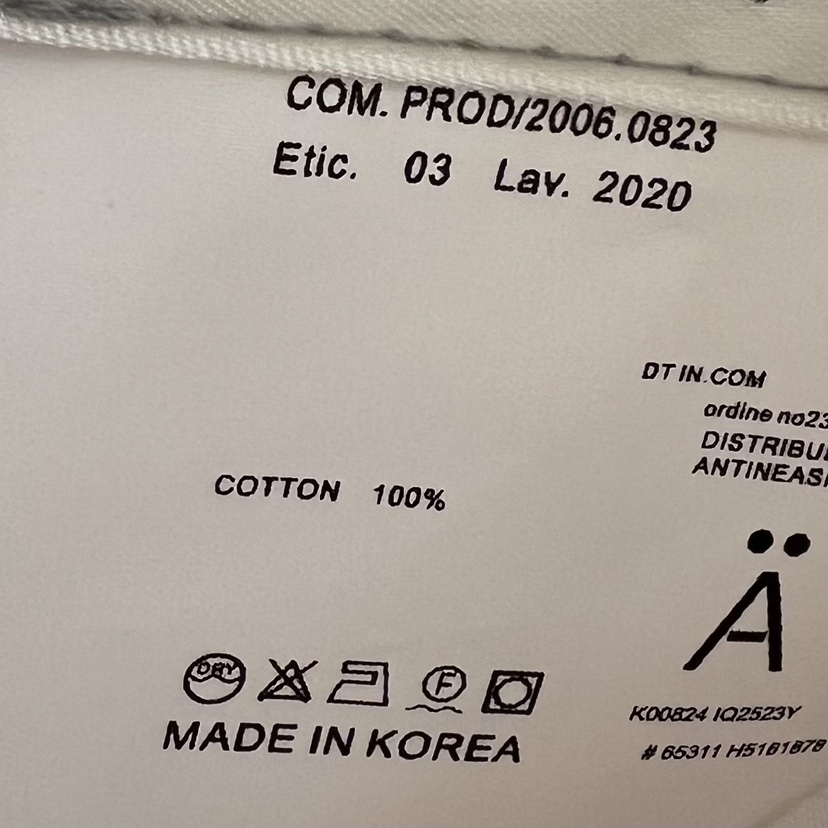 COM. PROD/2006.0823
Etic. 03 Lav. 2020
DT IN.COM
ordine no23
DISTRIBU
ANTINEAS
COTTON 100%
Ä
DRY
F
K00824 IQ2523Y
MADE IN KOREA
# 65311 H5181878